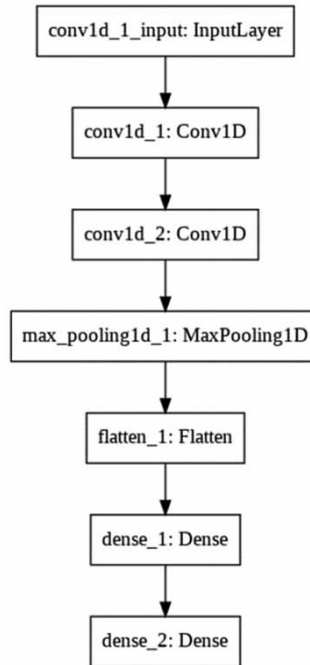 conv1d_1_input: InputLayer
conv1d_1: Conv1D
conv1d_2: Conv1D
max_pooling1d_1: MaxPooling1D
flatten_1: Flatten
dense_1: Dense
dense_2: Dense